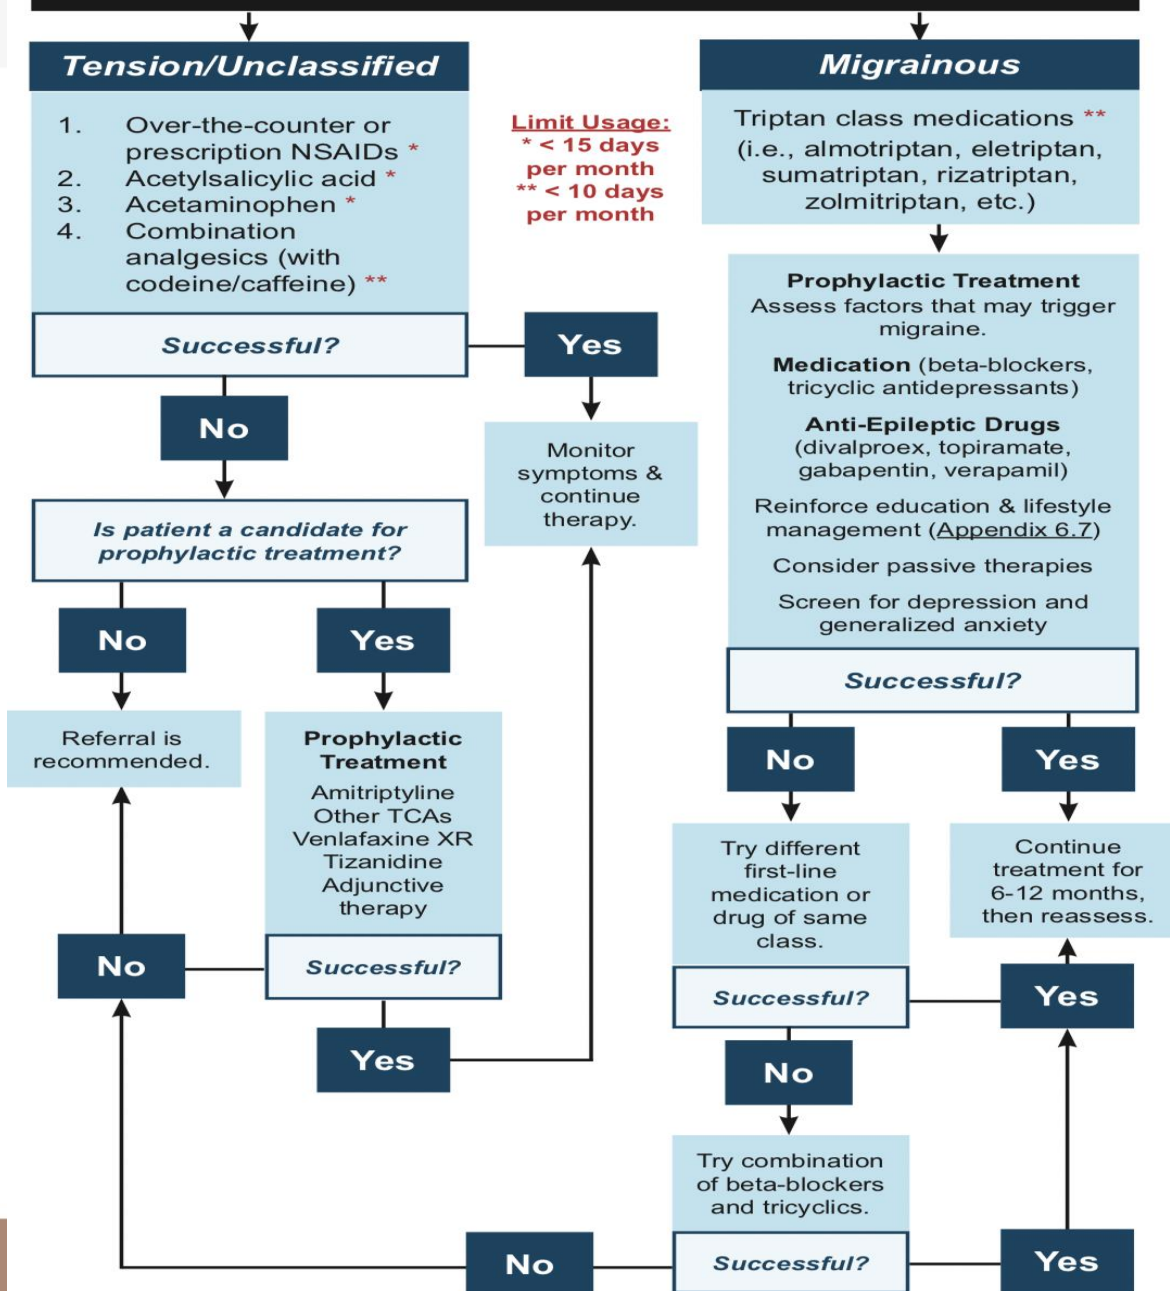 Tension/Unclassified
1. Over-the-counter or
prescription NSAIDs *
2. Acetylsalicylic acid *
3. Acetaminophen *
4. Combination
analgesics (with
codeine/caffeine) **
Successful?
Yes
Monitor
symptoms &
continue
therapy.
No
Is patient a candidate for
prophylactic treatment?
No
Referral is
recommended.
Yes
Prophylactic
Treatment
Amitriptyline
Other TCAs
Venlafaxine XR
Tizanidine
Adjunctive
therapy
Successful?
No
Yes
Limit Usage:
* < 15 days
per month
** < 10 days
per month
Migrainous
Triptan class medications **
(i.e., almotriptan, eletriptan,
sumatriptan, rizatriptan,
zolmitriptan, etc.)
Prophylactic Treatment
Assess factors that may trigger
migraine.
Medication (beta-blockers,
tricyclic antidepressants)
Anti-Epileptic Drugs
(divalproex, topiramate,
gabapentin, verapamil)
Reinforce education & lifestyle
management (Appendix 6.7)
Consider passive therapies
Screen for depression and
generalized anxiety
Successful?
No
Yes
Try different
first-line
medication or
drug of same
class.
Continue
treatment for
6-12 months,
then reassess.
Successful?
Yes
No
Try combination
of beta-blockers
and tricyclics.
Successful?
No
Yes